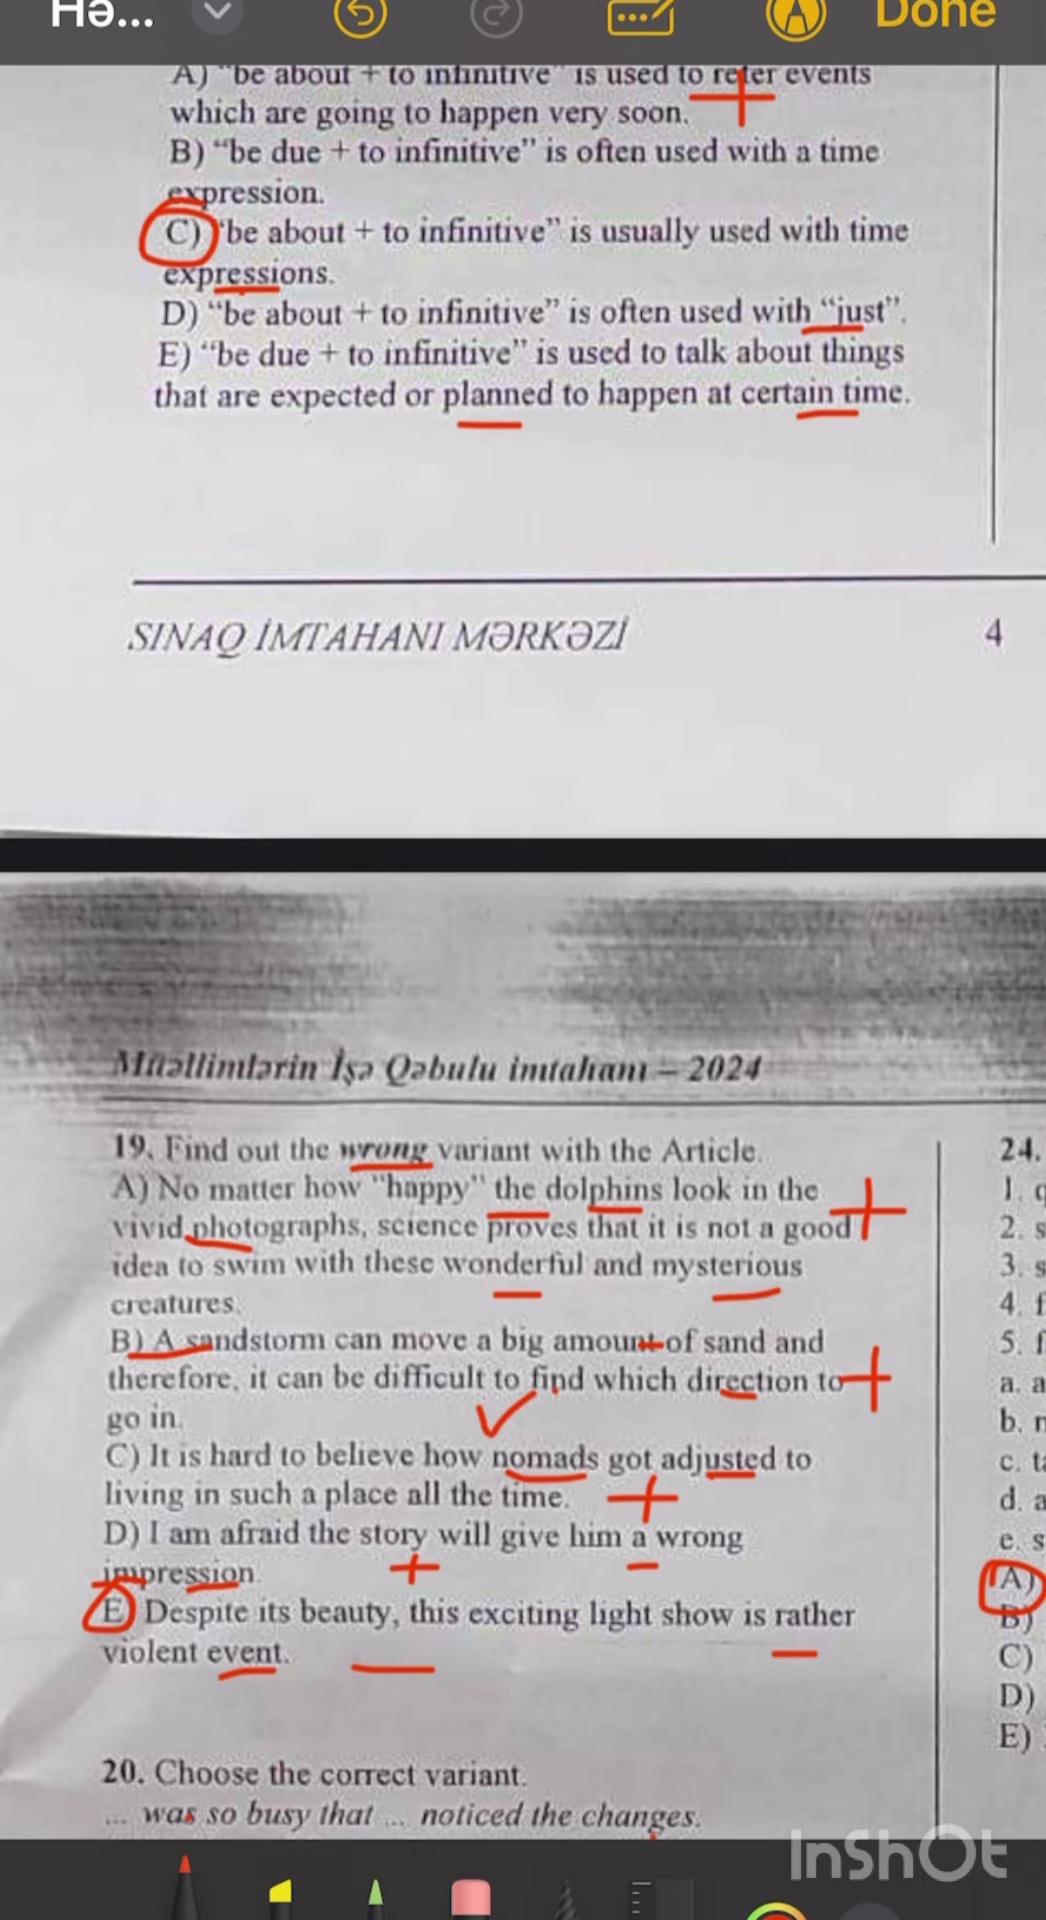 Hə...
Done
A) "be about + to infinitive" is used to refer events
which are going to happen very soon.
B) "be due + to infinitive" is often used with a time
expression.
C) "be about + to infinitive" is usually used with time
expressions.
D) "be about + to infinitive" is often used with "just".
E) "be due + to infinitive" is used to talk about things
that are expected or planned to happen at certain time.
SINAQ İMTAHANI MƏRKƏZİ 4
Müəllimlərin İşə Qəbulu imtahanı – 2024
19. Find out the wrong variant with the Article.
A) No matter how "happy" the dolphins look in the
vivid photographs, science proves that it is not a good
idea to swim with these wonderful and mysterious
creatures.
B) A sandstorm can move a big amount of sand and
therefore, it can be difficult to find which direction to
go in.
C) It is hard to believe how nomads got adjusted to
living in such a place all the time.
D) I am afraid the story will give him a wrong
impression.
E) Despite its beauty, this exciting light show is rather
violent event.
20. Choose the correct variant.
... was so busy that ... noticed the changes.
24.
1.
2. s
3. s
4. f
5. f
a. a
b.
c. ta
d. a
e. s
A)
B)
C)
D)
E)
InShOt